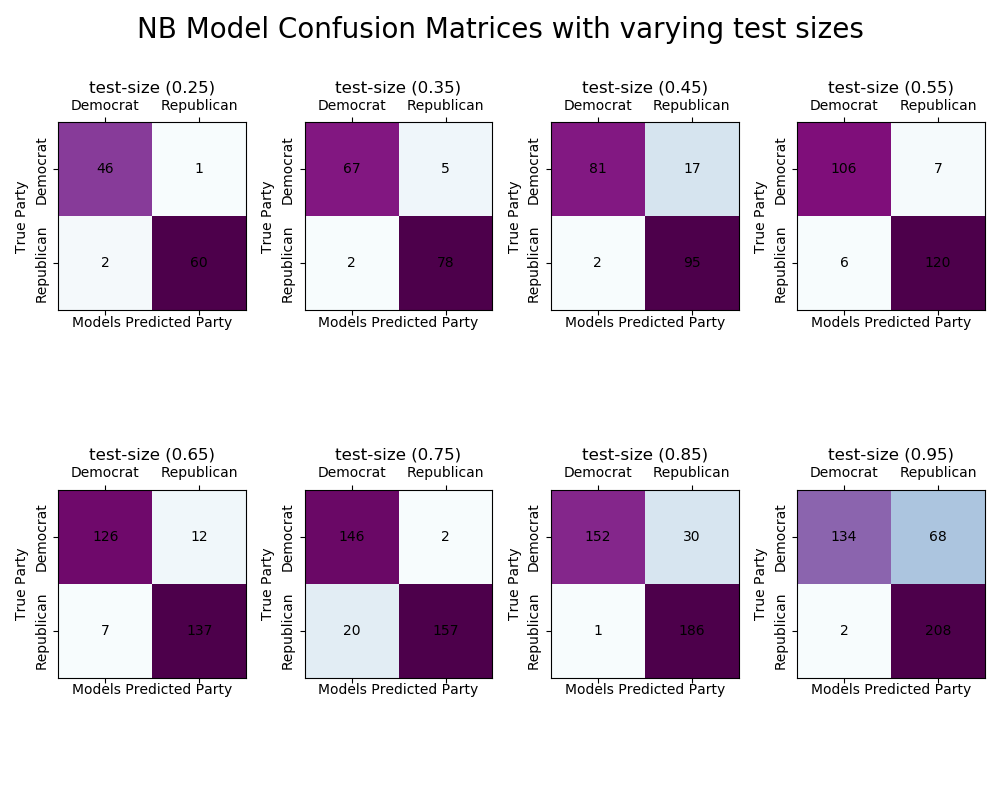 NB Model Confusion Matrices with varying test sizes
test-size (0.25)
Democrat Republican
True Party
Democrat
Republican
46 1
2 60
Models Predicted Party
test-size (0.35)
Democrat Republican
True Party
Democrat
Republican
67 5
2 78
Models Predicted Party
test-size (0.45)
Democrat Republican
True Party
Democrat
Republican
81 17
2 95
Models Predicted Party
test-size (0.55)
Democrat Republican
True Party
Democrat
Republican
106 7
6 120
Models Predicted Party
test-size (0.65)
Democrat Republican
True Party
Democrat
Republican
126 12
7 137
Models Predicted Party
test-size (0.75)
Democrat Republican
True Party
Democrat
Republican
146 2
20 157
Models Predicted Party
test-size (0.85)
Democrat Republican
True Party
Democrat
Republican
152 30
1 186
Models Predicted Party
test-size (0.95)
Democrat Republican
True Party
Democrat
Republican
134 68
2 208
Models Predicted Party